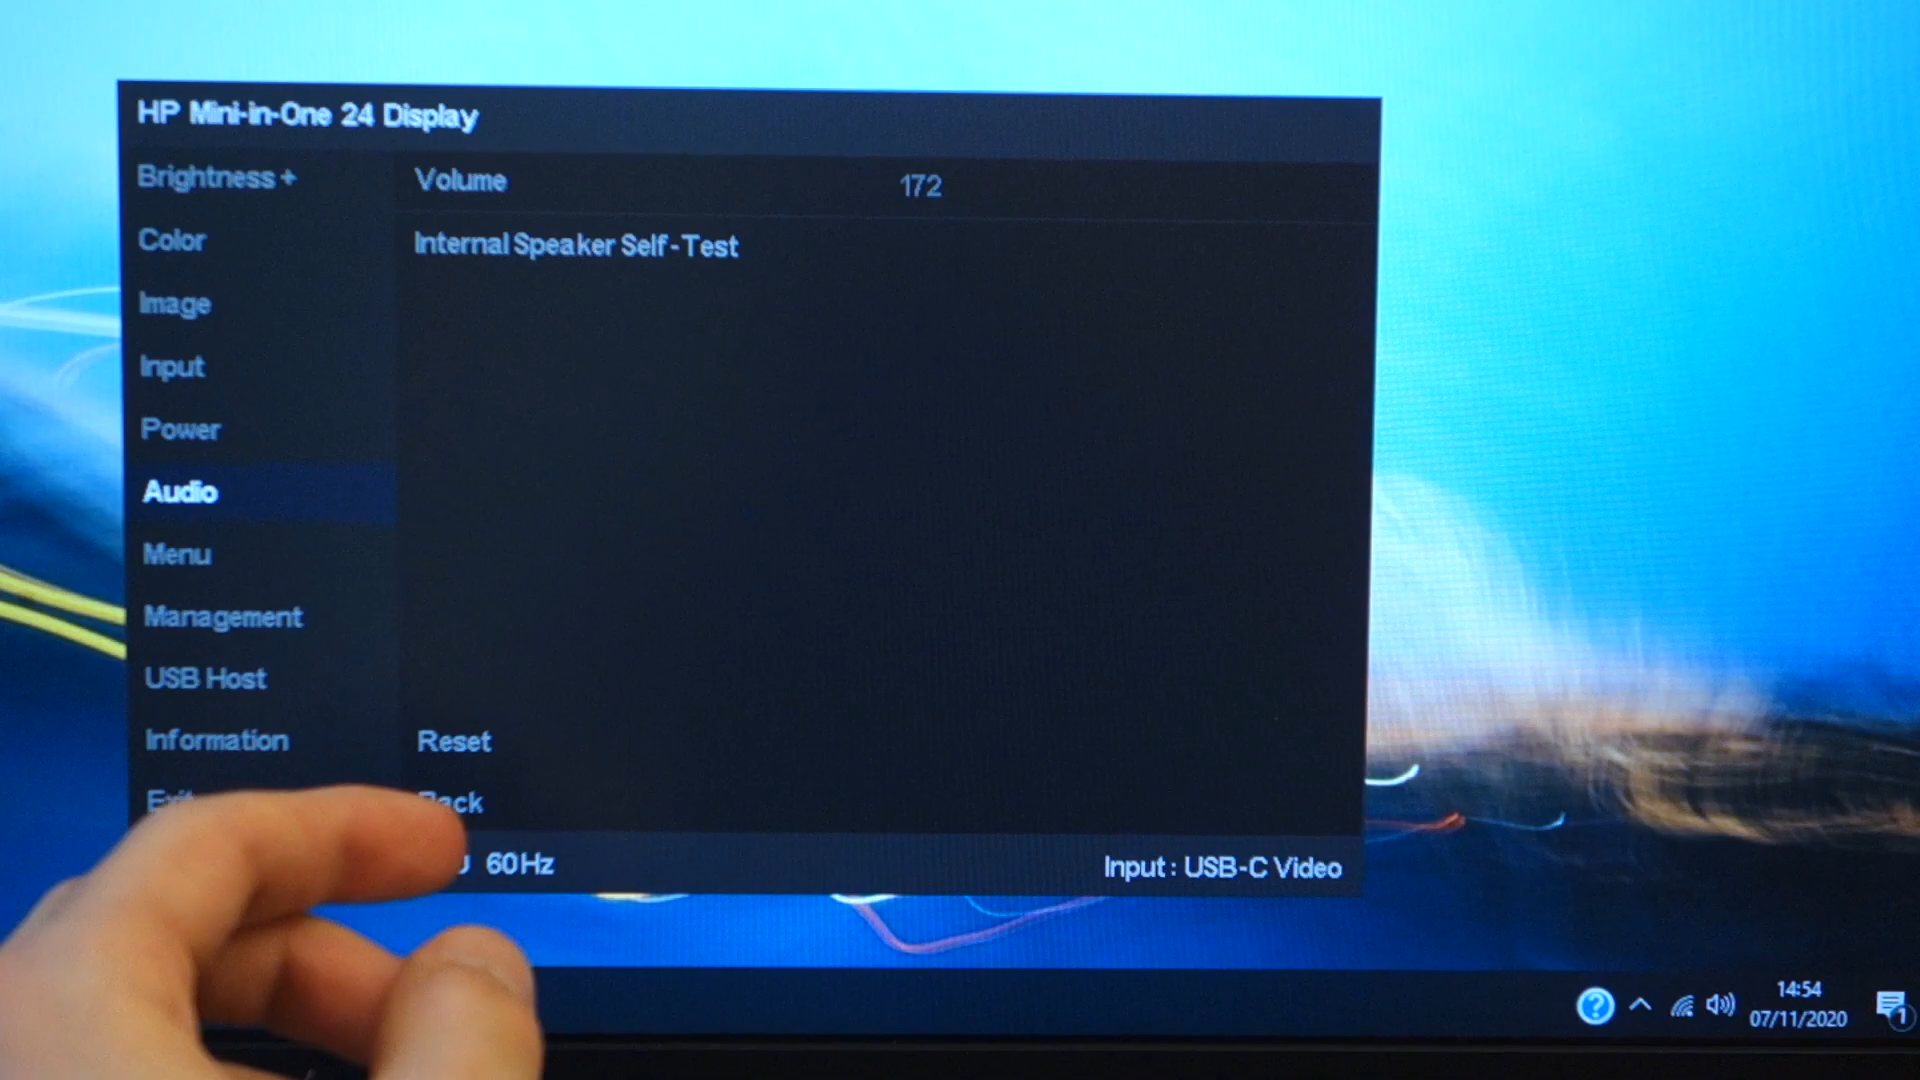 HP Mini-in-One 24 Display
Brightness +
Volume 172
Color
Internal Speaker Self-Test
Image
Input
Power
Audio
Menu
Management
USB Host
Information
Reset
60Hz
Input : USB-C Video
14:54
07/11/2020
1